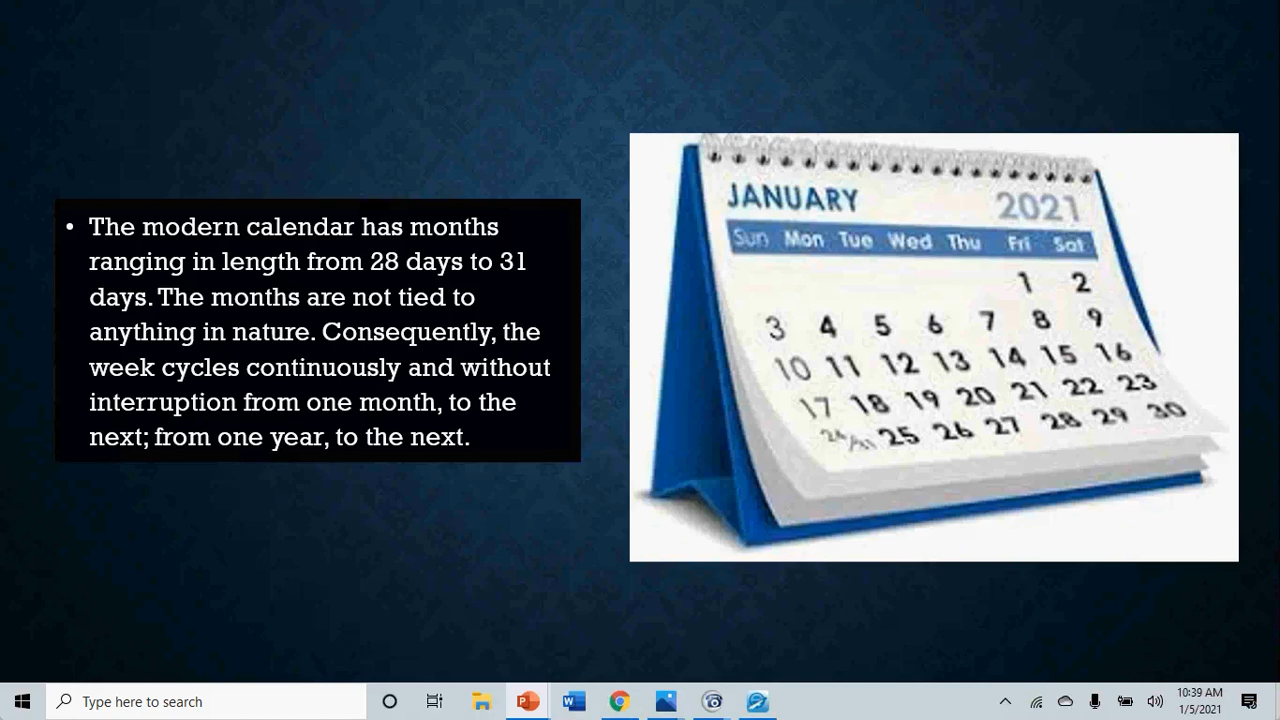 • The modern calendar has months
ranging in length from 28 days to 31
days. The months are not tied to
anything in nature. Consequently, the
week cycles continuously and without
interruption from one month, to the
next; from one year, to the next.
JANUARY 2021
Sun Mon Tue Wed Thu Fri Sat
1 2
3 4 5 6 7 8 9
10 11 12 13 14 15 16
17 18 19 20 21 22 23
24/31 25 26 27 28 29 30
Type here to search
10:39 AM
1/5/2021